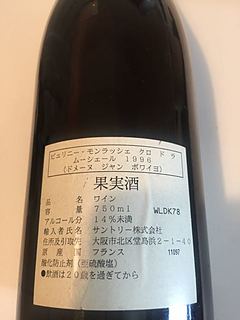 ピュリニー・モンラッシェ クロ ド ラ
ムーシェール 1996
(ドメーヌ ジャン ボワイヨ)
果実酒
品 名 ワイン
容 量 750ml WLDK78
アルコール分 14%未満
輸入者 サントリー株式会社
住所及引取先 大阪市北区堂島浜2-1-40
原産国 フランス 11097
酸化防止剤(亜硫酸塩)
●飲酒は20歳を過ぎてから